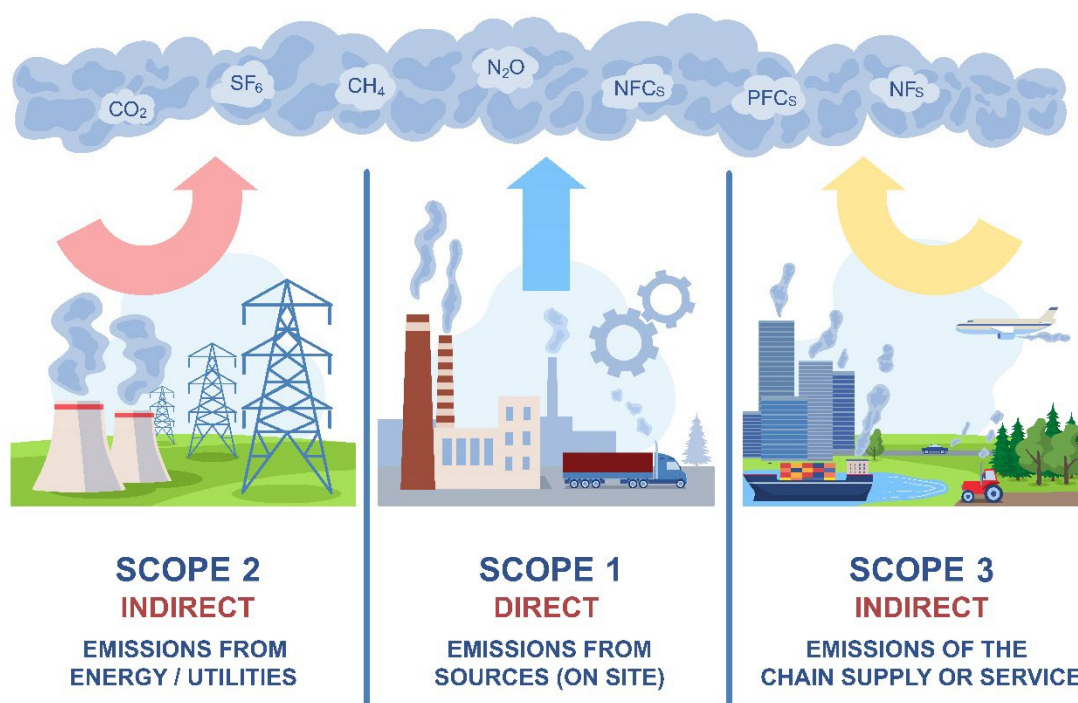 CO₂
SF₆
CH₄
N₂O
NFCs
PFCs
NFs
SCOPE 2
INDIRECT
EMISSIONS FROM
ENERGY / UTILITIES
SCOPE 1
DIRECT
EMISSIONS FROM
SOURCES (ON SITE)
SCOPE 3
INDIRECT
EMISSIONS OF THE
CHAIN SUPPLY OR SERVICE